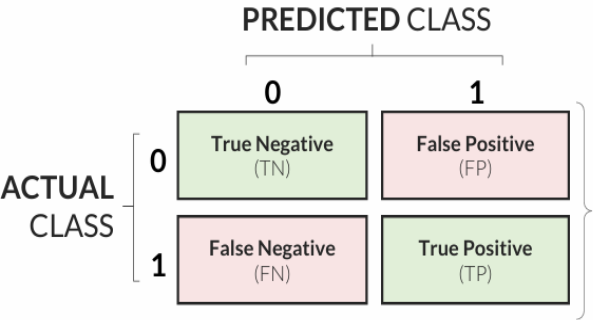 PREDICTED CLASS
0 1
ACTUAL
CLASS
0
True Negative
(TN)
False Positive
(FP)
1
False Negative
(FN)
True Positive
(TP)